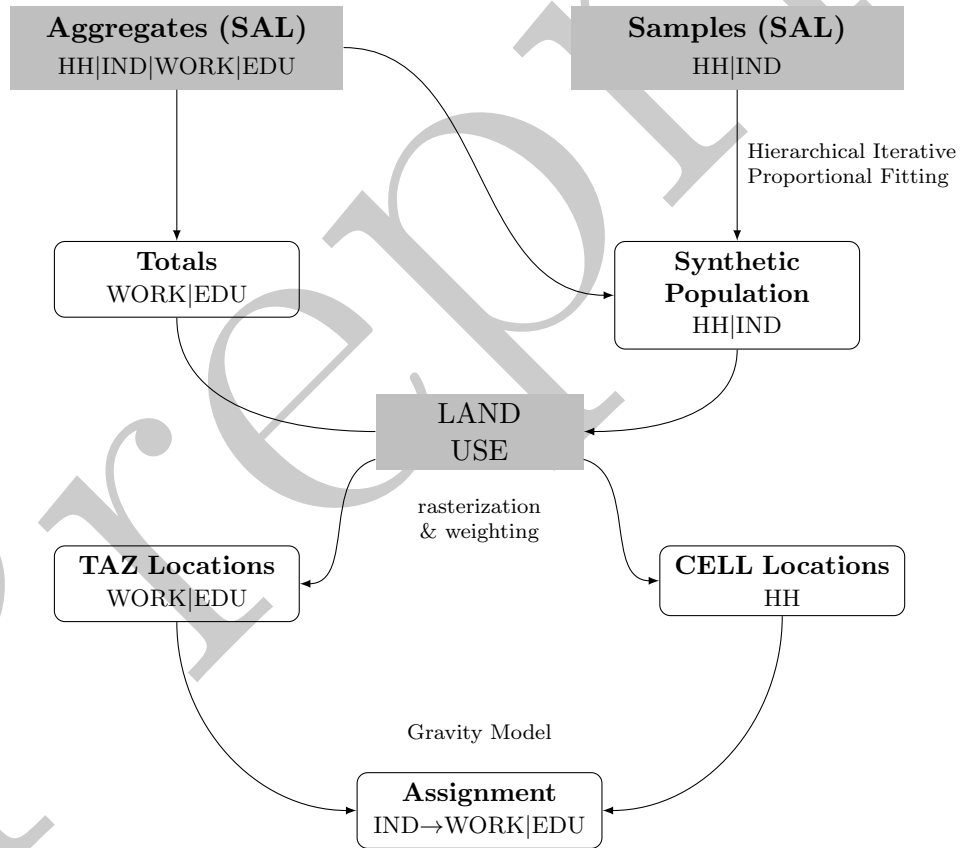 Aggregates (SAL)
HH|IND|WORK|EDU
Samples (SAL)
HH|IND
Hierarchical Iterative
Proportional Fitting
Totals
WORK|EDU
Synthetic
Population
HH|IND
LAND
USE
rasterization
& weighting
TAZ Locations
WORK|EDU
CELL Locations
HH
Gravity Model
Assignment
IND→WORK|EDU